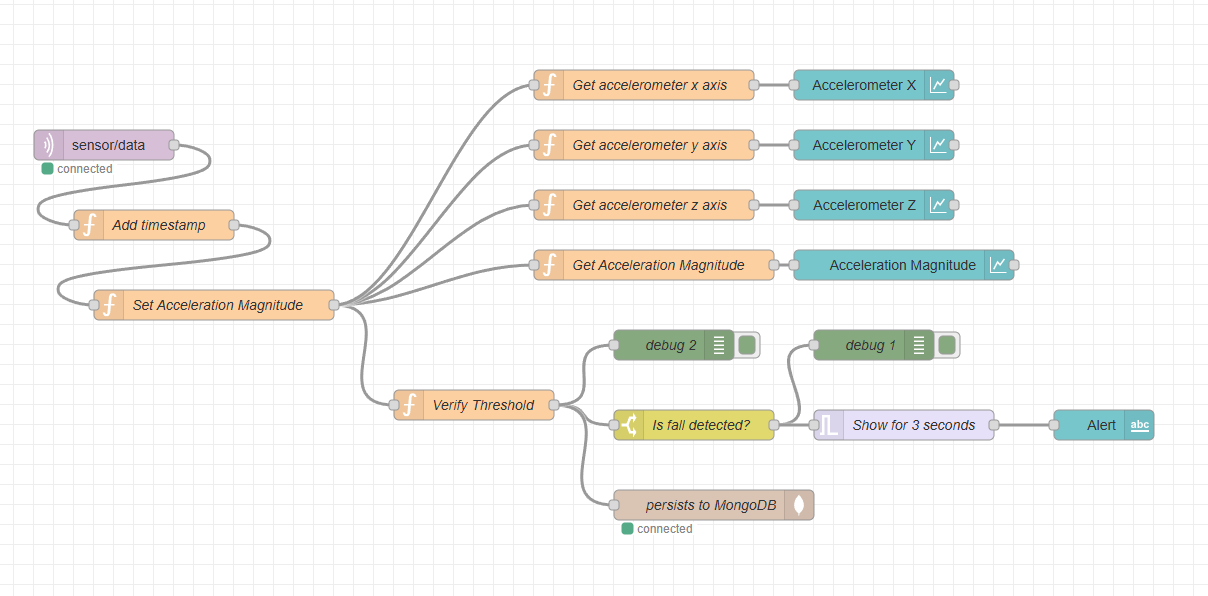 Get accelerometer x axis
Accelerometer X
sensor/data
connected
Get accelerometer y axis
Accelerometer Y
Add timestamp
Get accelerometer z axis
Accelerometer Z
Get Acceleration Magnitude
Acceleration Magnitude
Set Acceleration Magnitude
debug 2
debug 1
Verify Threshold
Is fall detected?
Show for 3 seconds
Alert
abc
persists to MongoDB
connected